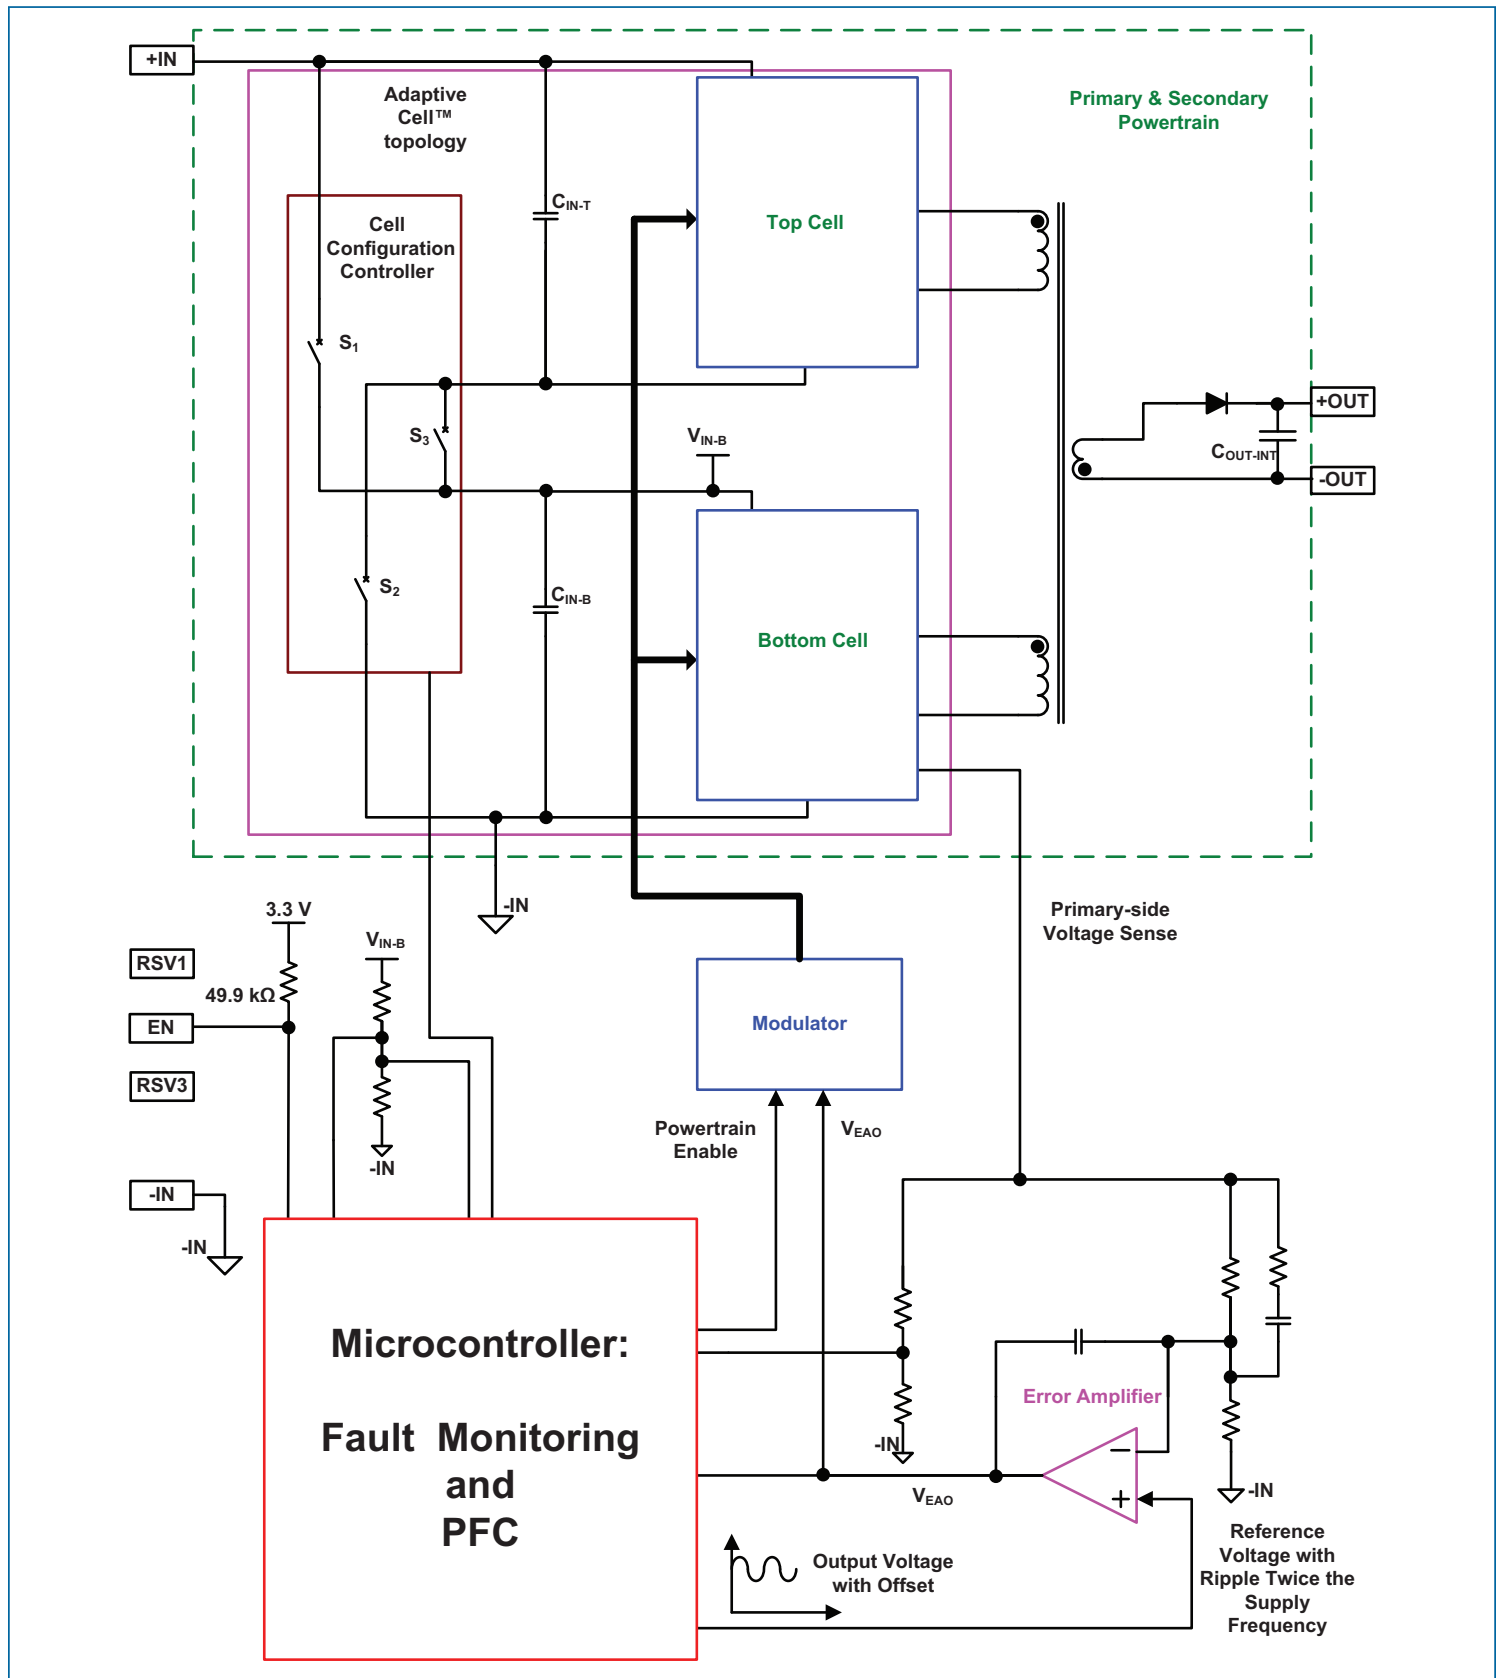 +IN
Adaptive
Cell™
topology
Primary & Secondary
Powertrain
Cell
Configuration
Controller
CIN-T
Top Cell
S1
S3
VIN-B
+OUT
COUT-INT
-OUT
S2
CIN-B
Bottom Cell
-IN
3.3 V
Primary-side
Voltage Sense
VIN-B
RSV1
49.9 kΩ
EN
Modulator
RSV3
Powertrain
Enable
VEAO
-IN
-IN
-IN
Microcontroller:
Fault Monitoring
and
PFC
Error Amplifier
-IN
−
+
VEAO
-IN
Output Voltage
with Offset
Reference
Voltage with
Ripple Twice the
Supply
Frequency